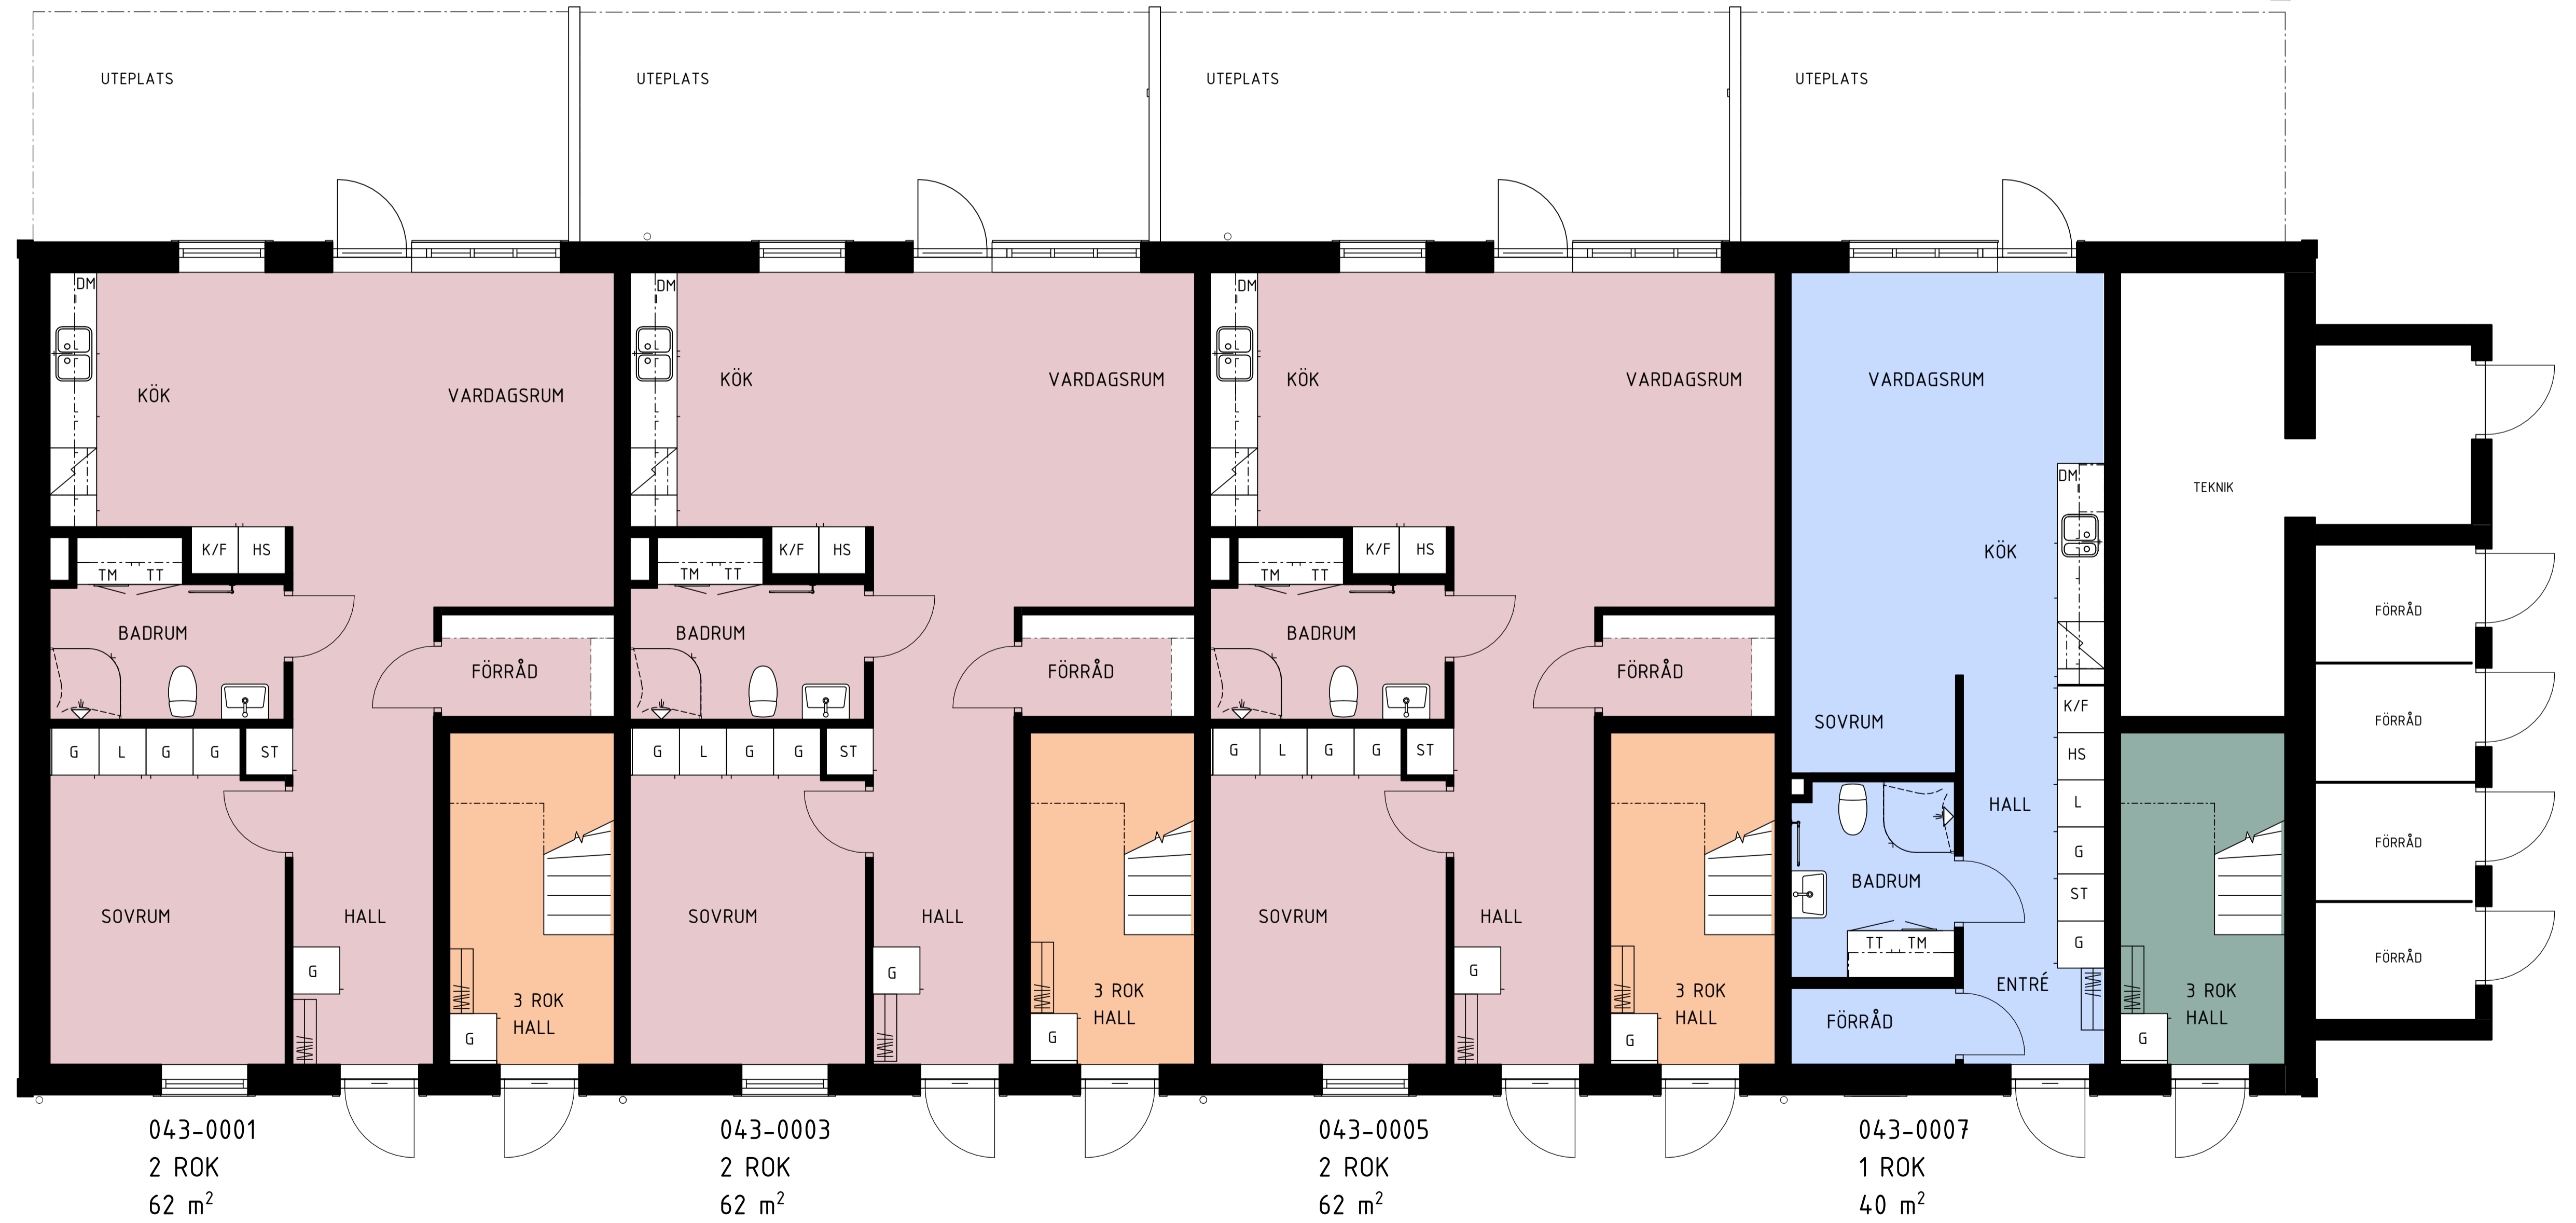 UTEPLATS UTEPLATS UTEPLATS UTEPLATS
DM DM DM
KÖK VARDAGSRUM KÖK VARDAGSRUM KÖK VARDAGSRUM VARDAGSRUM
DM
TEKNIK
K/F HS K/F HS K/F HS KÖK
TM TT TM TT TM TT
FÖRRÅD
BADRUM BADRUM BADRUM
FÖRRÅD FÖRRÅD FÖRRÅD
K/F
SOVRUM FÖRRÅD
G L G G ST G L G G ST G L G G ST HS
L
HALL
FÖRRÅD
G
BADRUM
ST
SOVRUM HALL SOVRUM HALL SOVRUM HALL
TT TM G
FÖRRÅD
G G G
ENTRÉ
3 ROK 3 ROK 3 ROK 3 ROK
HALL HALL HALL HALL
FÖRRÅD
G G G G
043-0001 043-0003 043-0005 043-0007
2 ROK 2 ROK 2 ROK 1 ROK
62 m² 62 m² 62 m² 40 m²